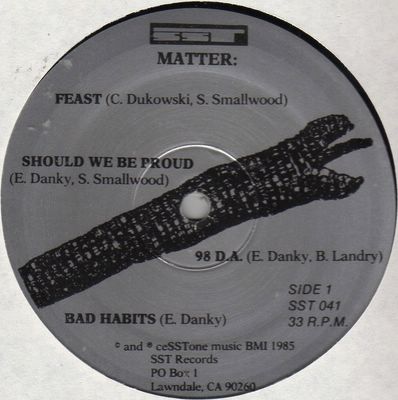 SST
MATTER:
FEAST (C. Dukowski, S. Smallwood)
SHOULD WE BE PROUD
(E. Danky, S. Smallwood)
98 D.A. (E. Danky, B. Landry)
SIDE 1
SST 041
33 R.P.M.
BAD HABITS (E. Danky)
© and ℗ ceSSTone music BMI 1985
SST Records
PO Box 1
Lawndale, CA 90260